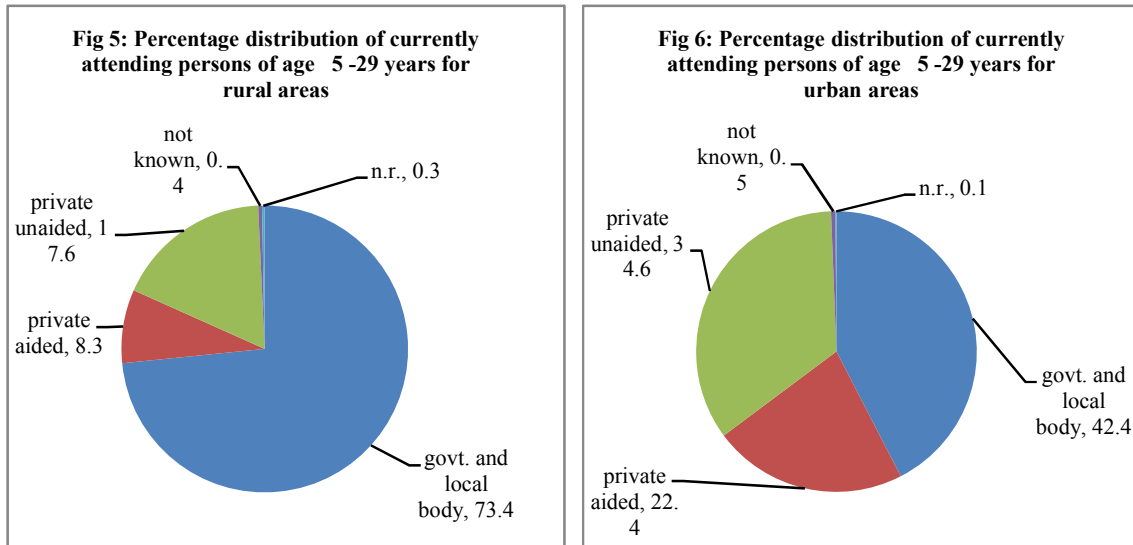 Fig 5: Percentage distribution of currently
attending persons of age 5 -29 years for
rural areas
not
known, 0.
4
n.r., 0.3
private
unaided, 1
7.6
private
aided, 8.3
govt. and
local
body, 73.4
Fig 6: Percentage distribution of currently
attending persons of age 5 -29 years for
urban areas
not
known, 0.
5
n.r., 0.1
private
unaided, 3
4.6
govt. and
local
body, 42.4
private
aided, 22.
4